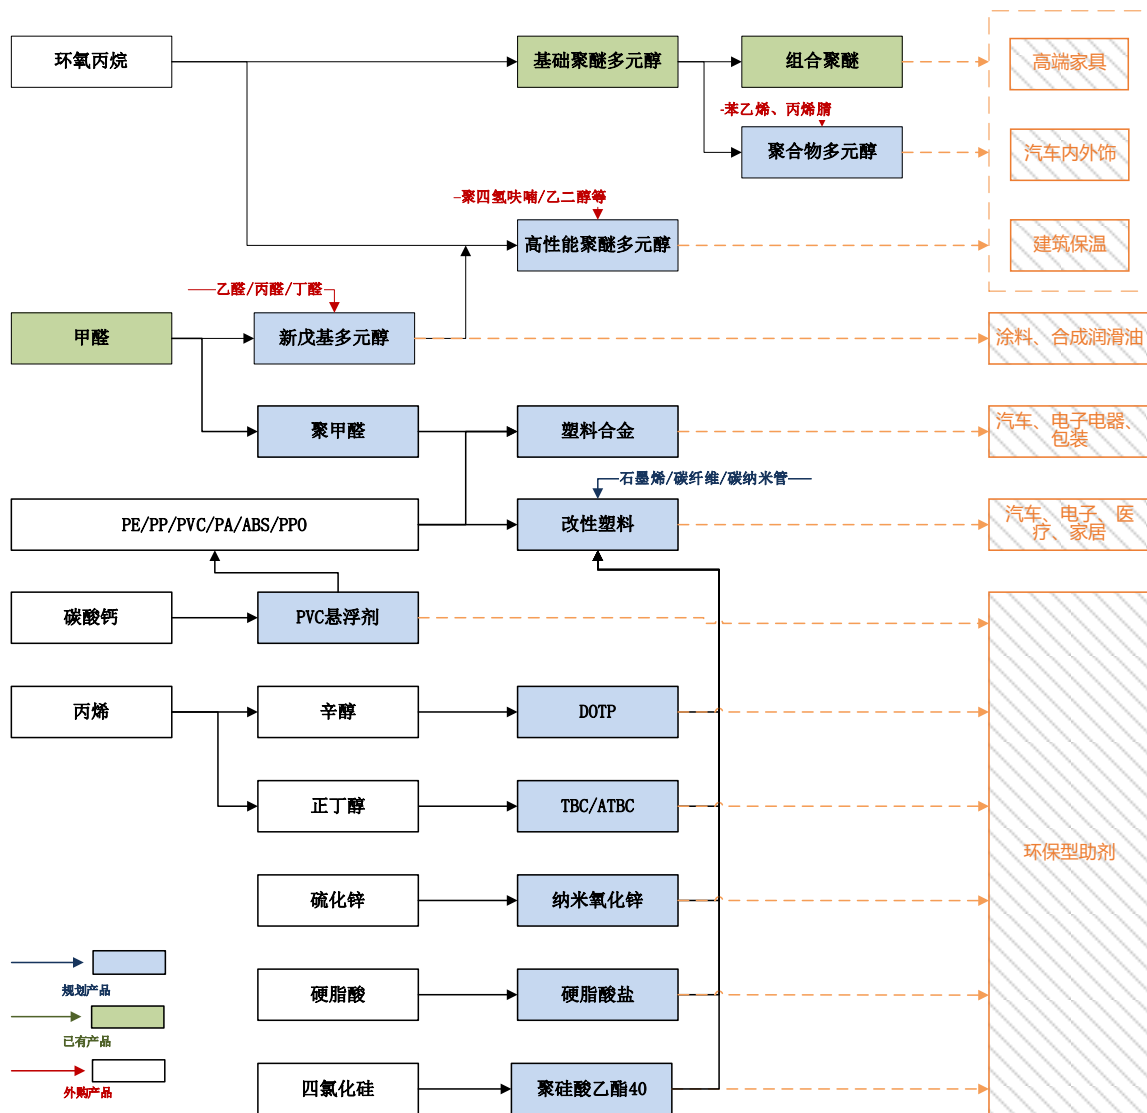 环氧丙烷
基础聚醚多元醇
组合聚醚
高端家具
-苯乙烯、丙烯腈
聚合物多元醇
汽车内外饰
聚四氢呋喃/乙二醇等
高性能聚醚多元醇
建筑保温
乙醛/丙醛/丁醛
甲醛
新戊基多元醇
涂料、合成润滑油
聚甲醛
塑料合金
汽车、电子电器、
包装
石墨烯/碳纤维/碳纳米管
PE/PP/PVC/PA/ABS/PPO
改性塑料
汽车、电子、医
疗、家居
碳酸钙
PVC悬浮剂
丙烯
辛醇
DOTP
正丁醇
TBC/ATBC
环保型助剂
硫化锌
纳米氧化锌
规划产品
硬脂酸
硬脂酸盐
已有产品
外购产品
四氯化硅
聚硅酸乙酯40